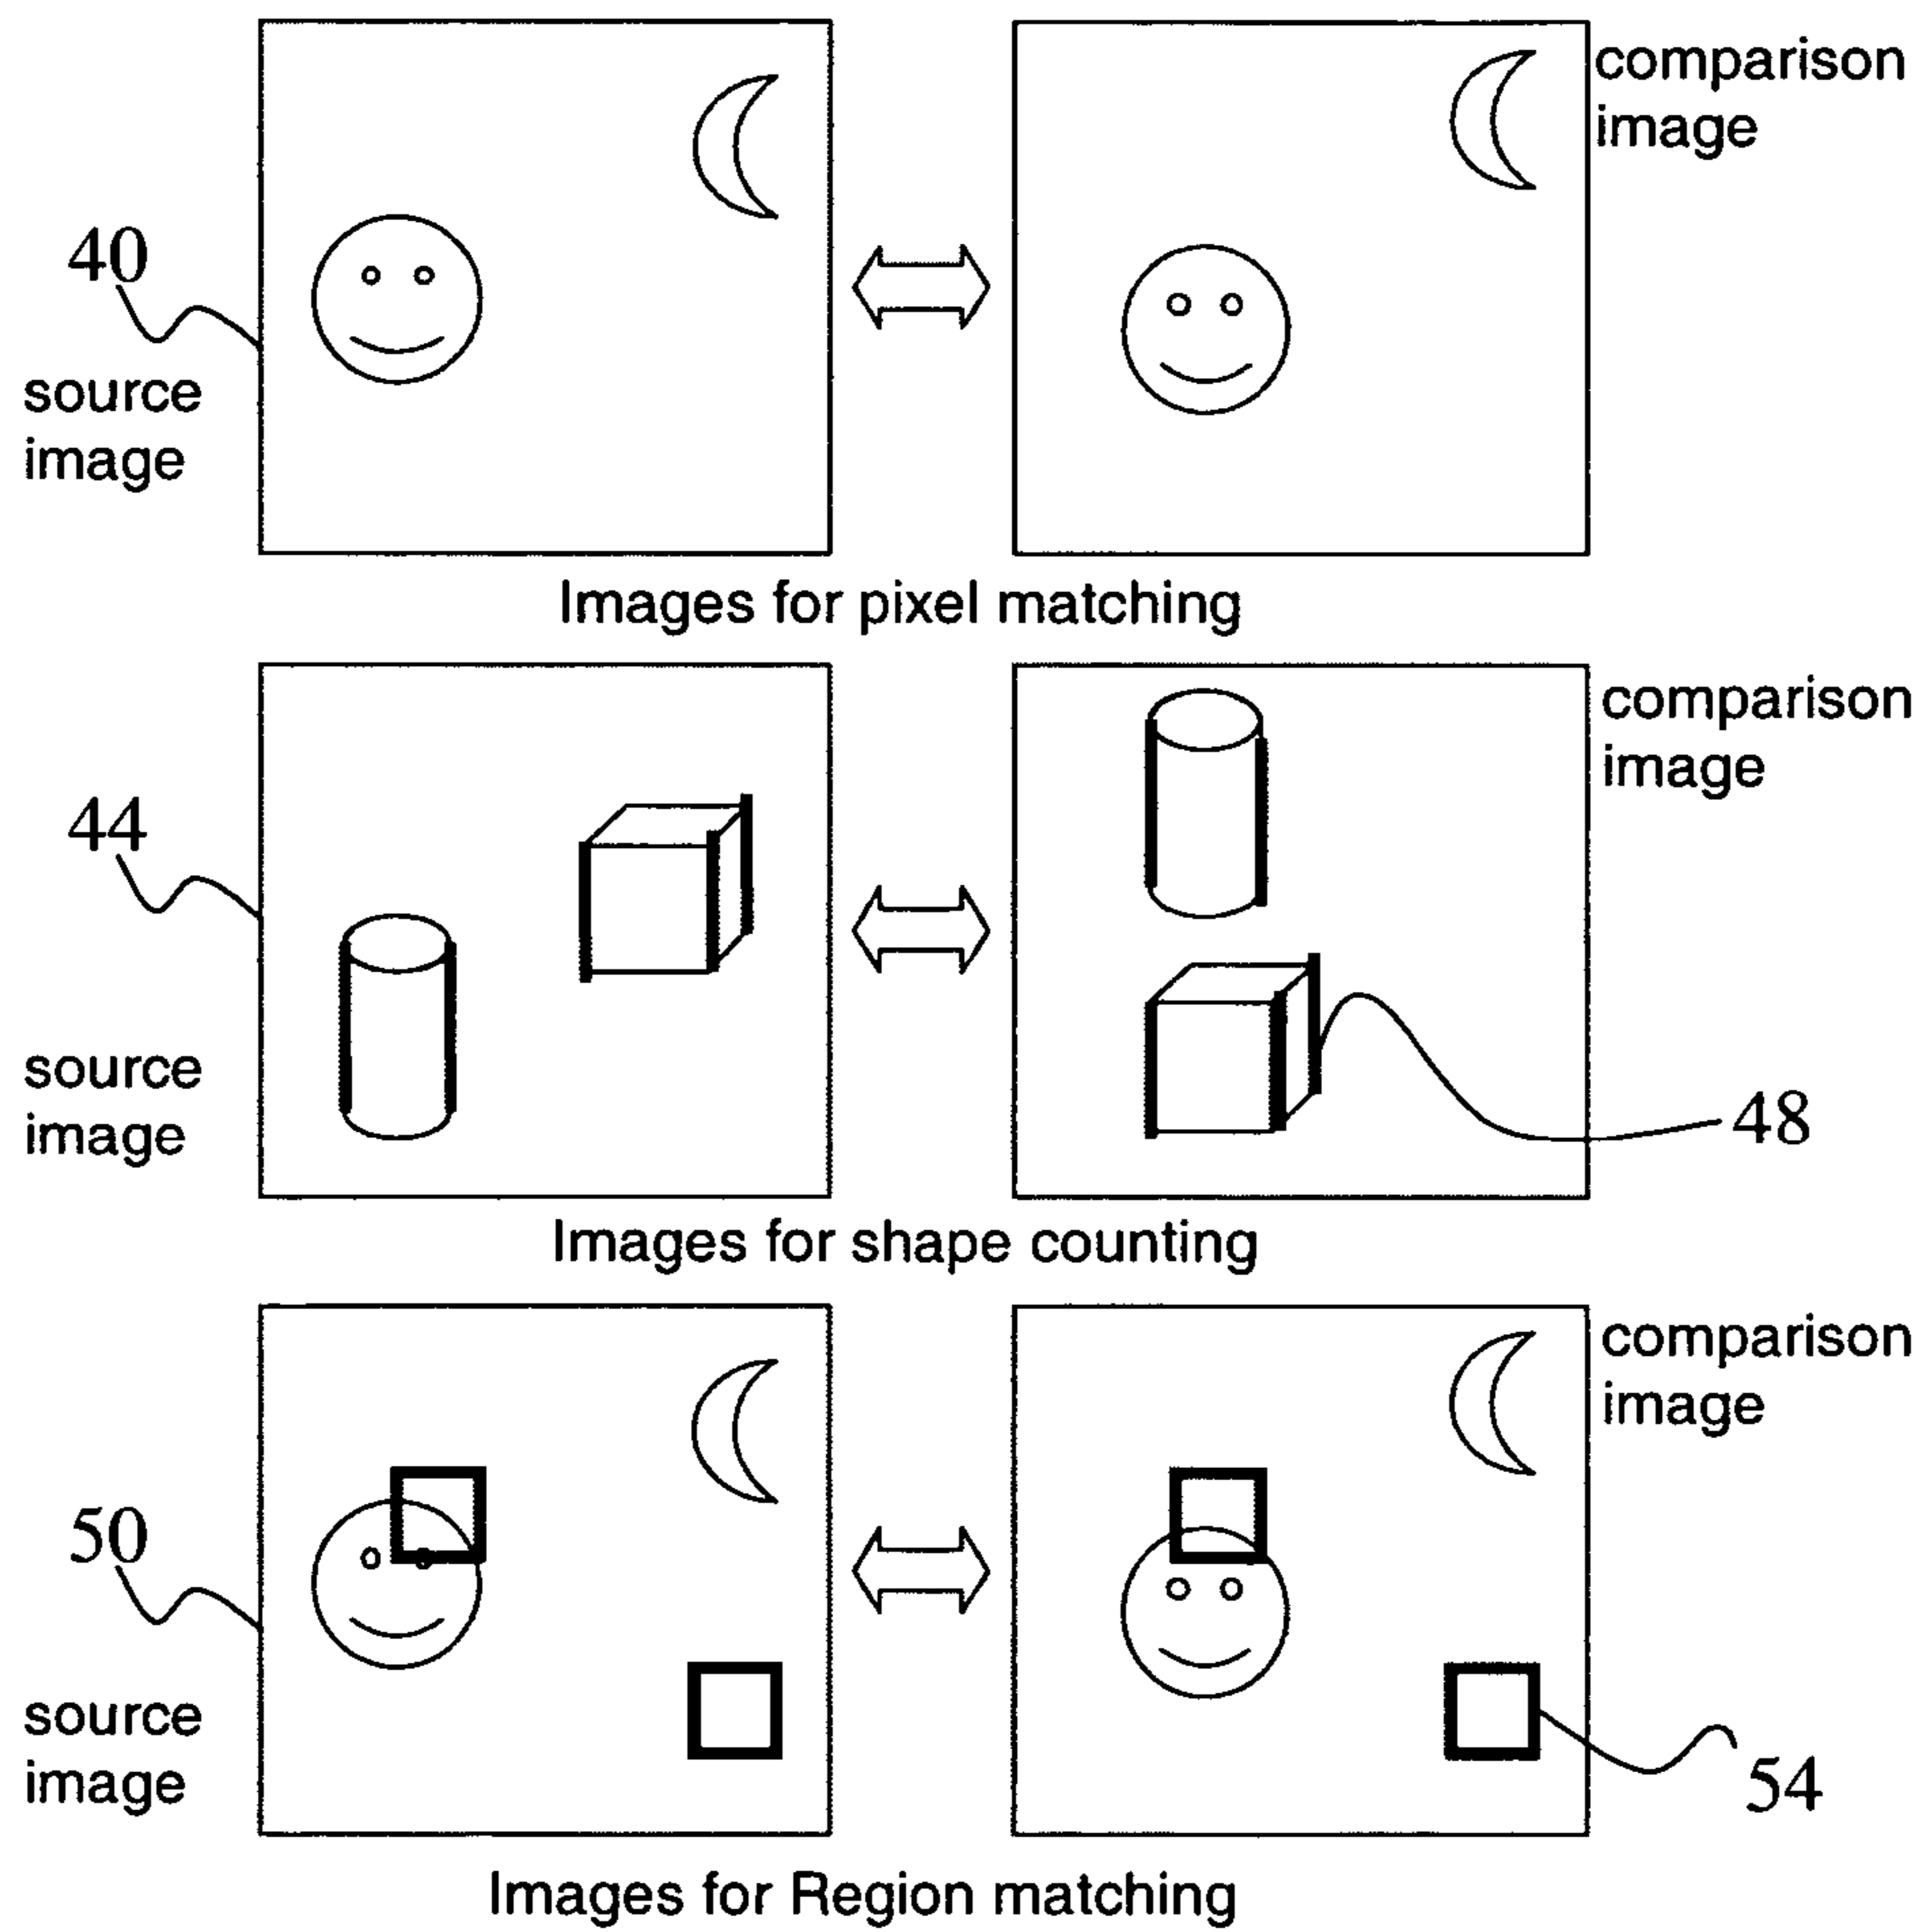 comparison
image
40
source
image
Images for pixel matching
comparison
image
44
source
image
48
Images for shape counting
comparison
image
50
source
image
54
Images for Region matching